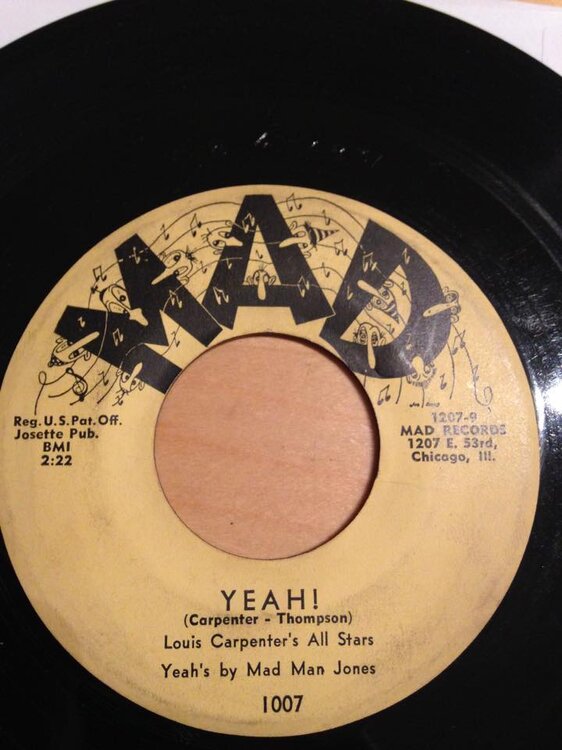 MAD
Reg. U.S. Pat. Off.
Josette Pub.
BMI
2:22
1207-9
MAD RECORDS
1207 E. 53rd,
Chicago, Ill.
YEAH!
(Carpenter - Thompson)
Louis Carpenter's All Stars
Yeah's by Mad Man Jones
1007